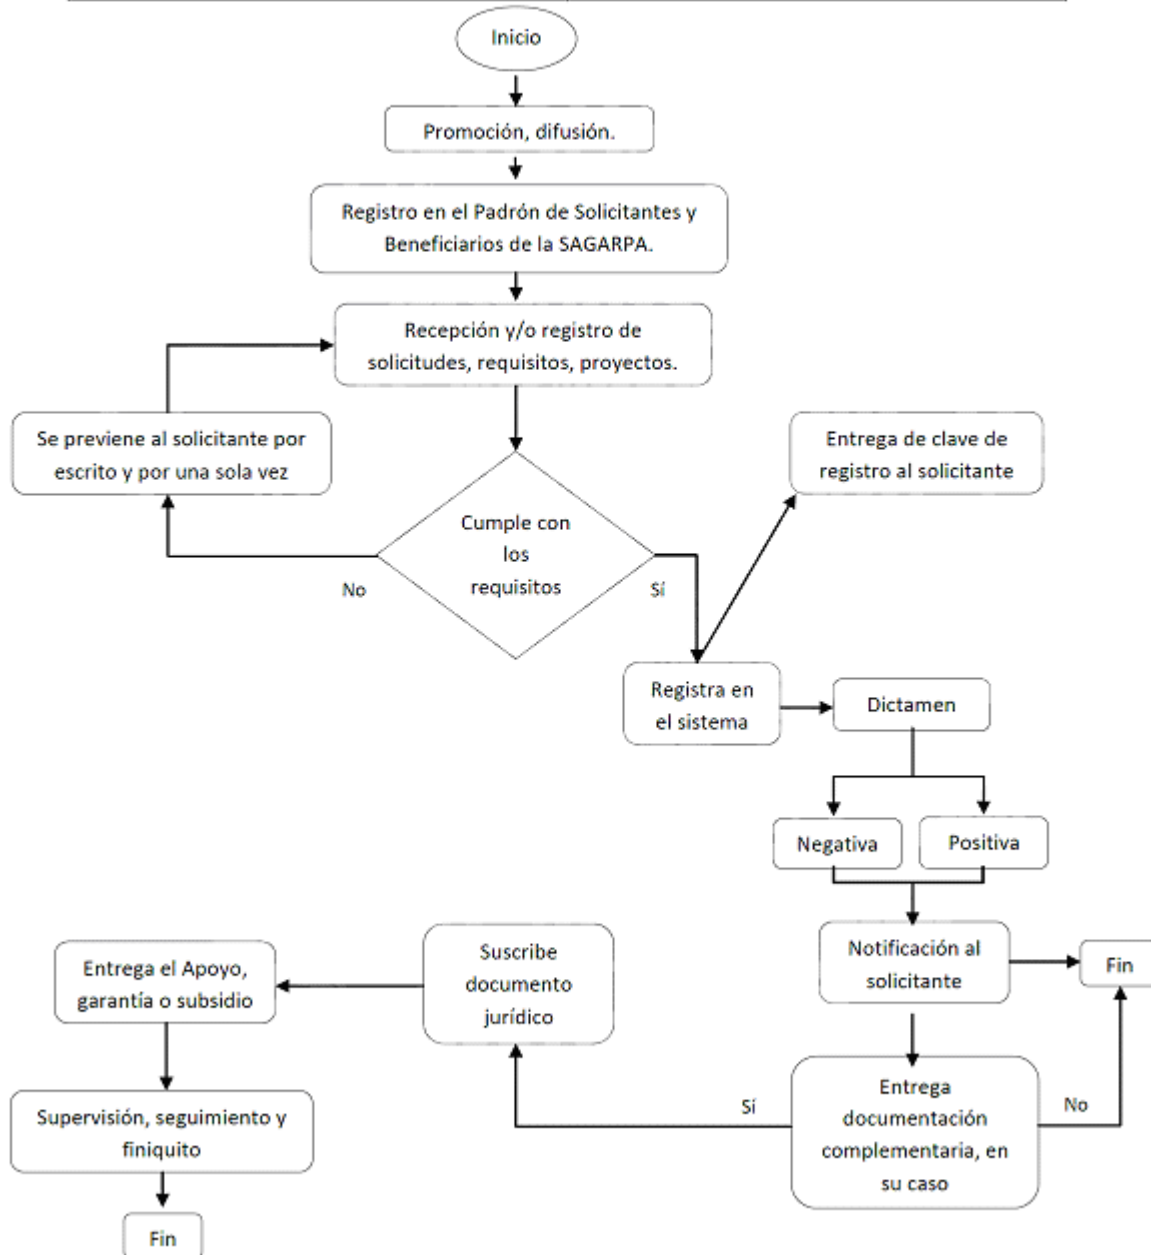 Inicio
Promoción, difusión.
Registro en el Padrón de Solicitantes y
Beneficiarios de la SAGARPA.
Recepción y/o registro de
solicitudes, requisitos, proyectos.
Se previene al solicitante por
escrito y por una sola vez
Entrega de clave de
registro al solicitante
Cumple con
los
requisitos
No
Sí
Registra en
el sistema
Dictamen
Negativa
Positiva
Notificación al
solicitante
Fin
Suscribe
documento
jurídico
Entrega el Apoyo,
garantía o subsidio
Entrega
documentación
complementaria, en
su caso
Sí
No
Supervisión, seguimiento y
finiquito
Fin